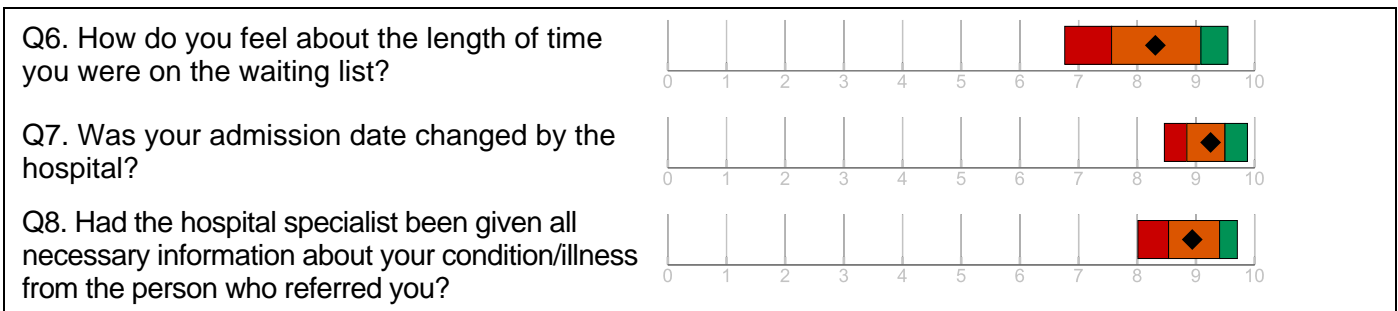 Q6. How do you feel about the length of time
you were on the waiting list?
0 1 2 3 4 5 6 7 8 9 10
Q7. Was your admission date changed by the
hospital?
0 1 2 3 4 5 6 7 8 9 10
Q8. Had the hospital specialist been given all
necessary information about your condition/illness
from the person who referred you?
0 1 2 3 4 5 6 7 8 9 10